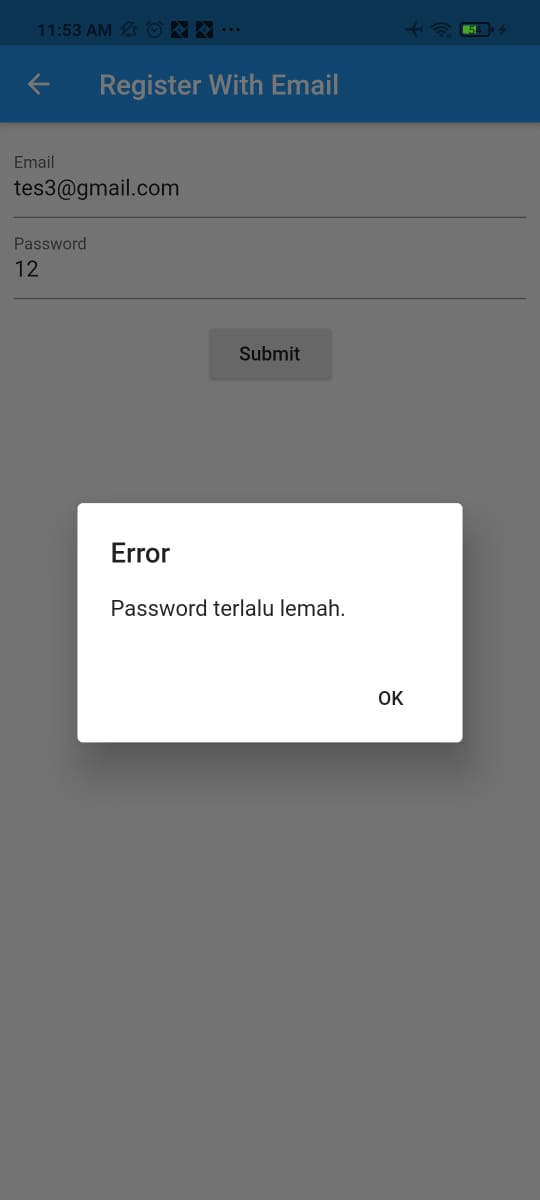 11:53 AM
Register With Email
Email
tes3@gmail.com
Password
12
Submit
Error
Password terlalu lemah.
OK